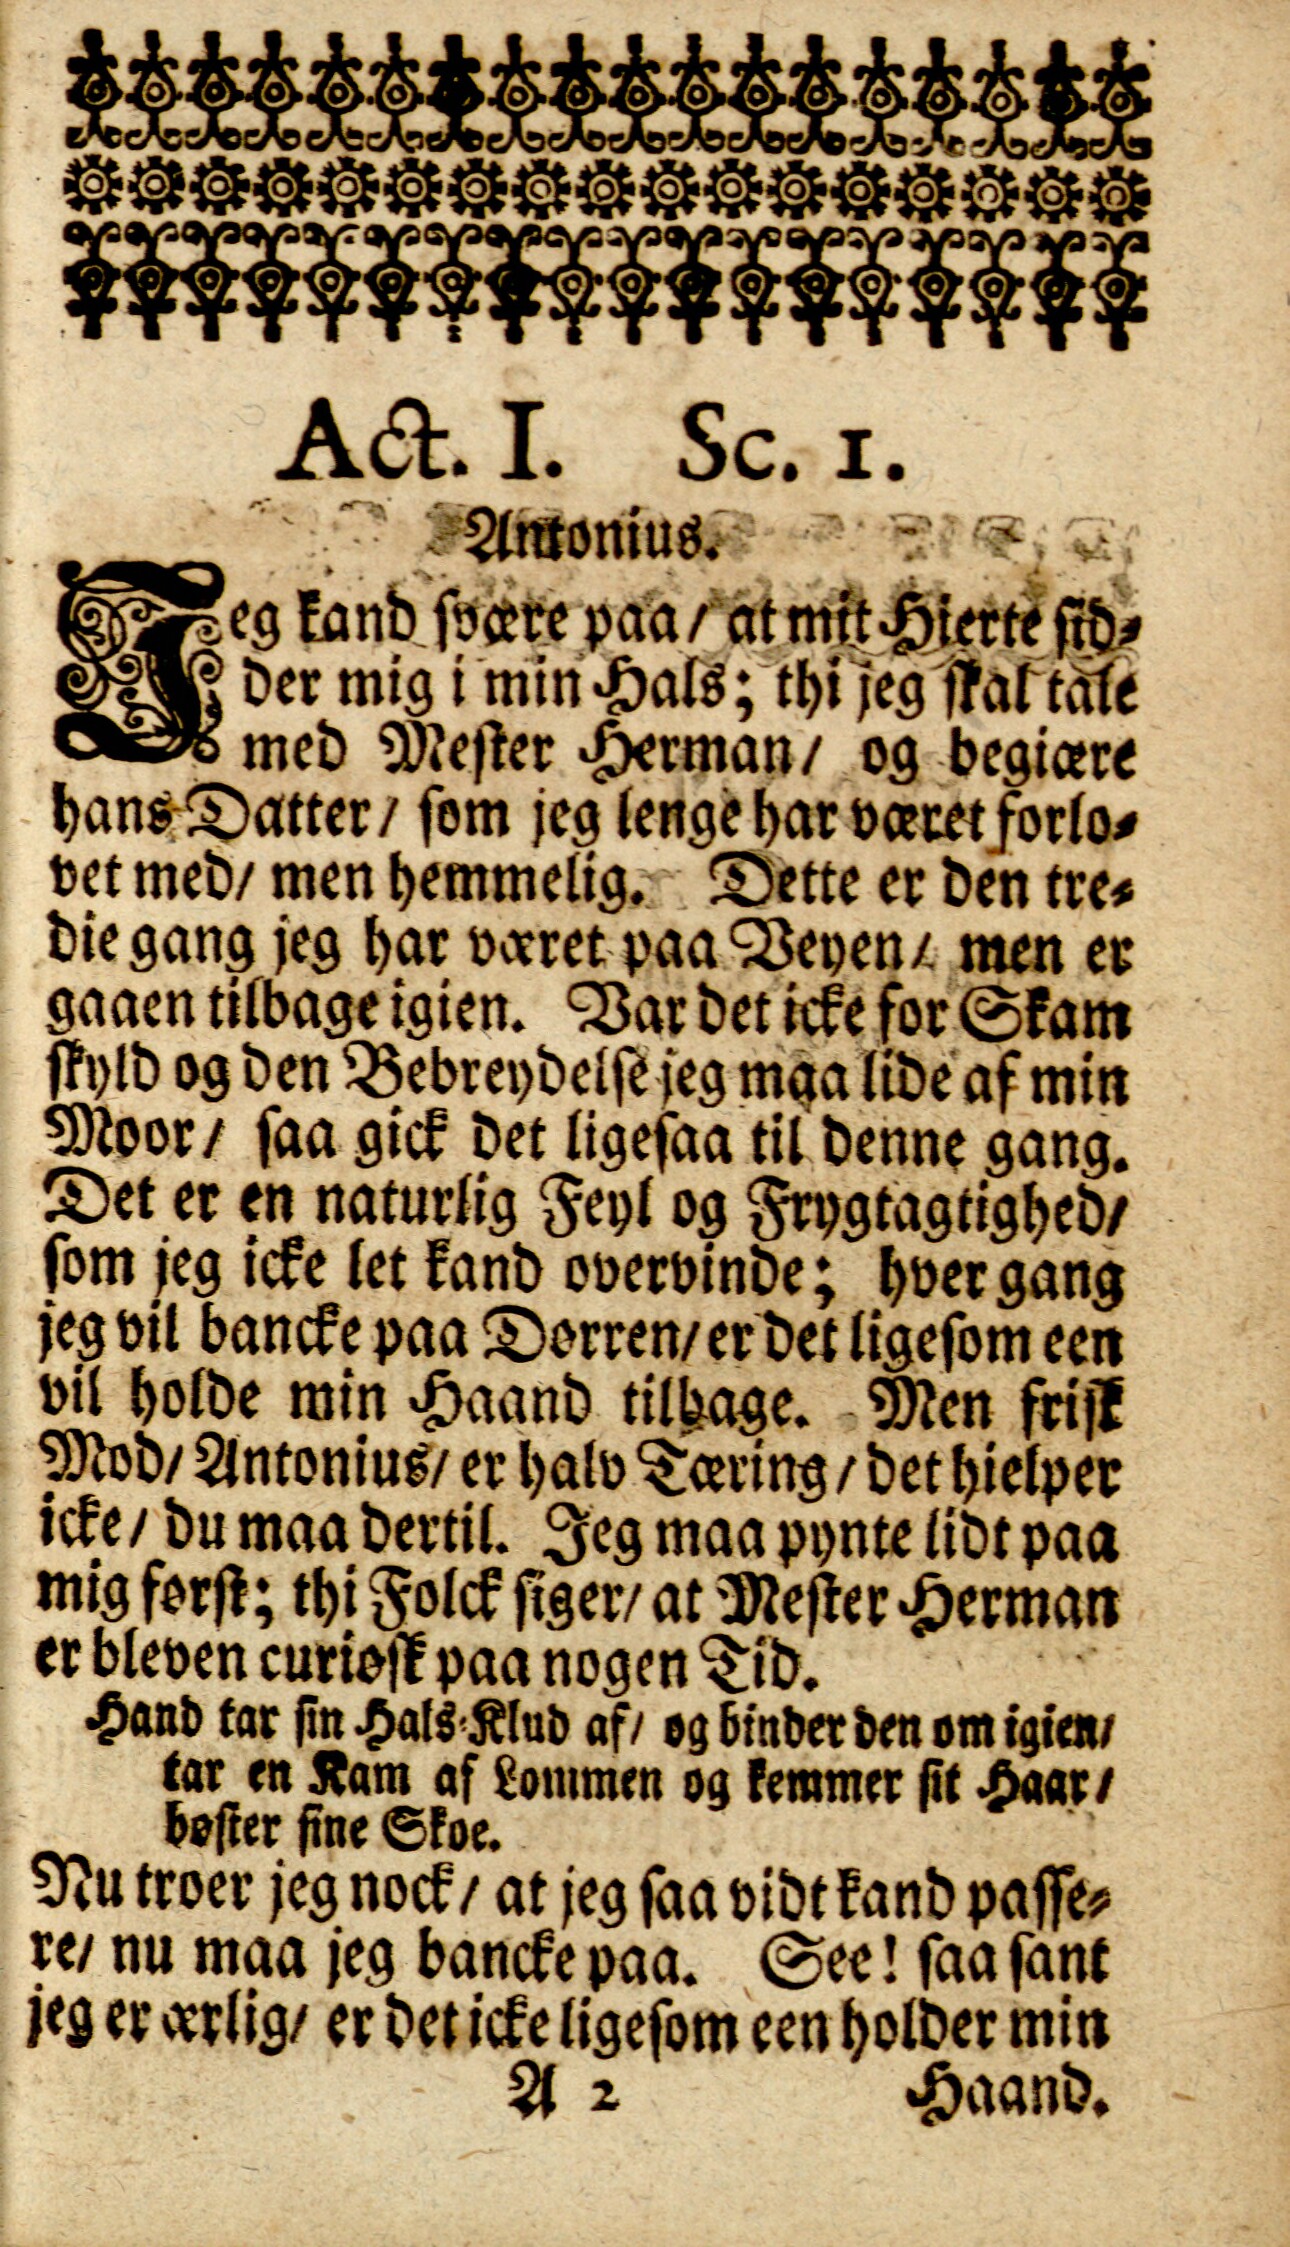 Act. I. Sc. 1.
Antonius.
Jeg kand svære paa/ at mit Hierte sid-
der mig i min Hals; thi jeg skal tale
med Mester Herman/ og begiære
hans Datter/ som jeg lenge har været forlo-
vet med/ men hemmelig. Dette er den tre-
die gang jeg har været paa Veyen/ men er
gaaen tilbage igien. Var det icke for Skam
skyld og den Bebreydelse jeg maa lide af min
Moor/ saa gick det ligesaa til denne gang.
Det er en naturlig Feyl og Frygtagtighed/
som jeg icke let kand overvinde; hver gang
jeg vil bancke paa Dørren/ er det ligesom een
vil holde min Haand tilbage. Men frisk
Mod/ Antonius/ er halv Tæring/ det hielper
icke/ du maa dertil. Jeg maa pynte lidt paa
mig først; thi Folck siger/ at Mester Herman
er bleven curiøsk paa nogen Tid.
Hand tar sin Hals-Klud af/ og binder den om igien/
tar en Kam af Lommen og kemmer sit Haar/
bøster sine Skoe.
Nu troer jeg nock/ at jeg saa vidt kand passe-
re/ nu maa jeg bancke paa. See! saa sant
jeg er ærlig/ er det icke ligesom een holder min
A 2 Haand.